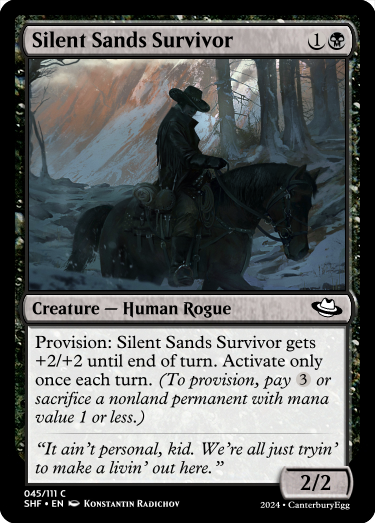 Silent Sands Survivor 1
Creature — Human Rogue
Provision: Silent Sands Survivor gets
+2/+2 until end of turn. Activate only
once each turn. (To provision, pay 3 or
sacrifice a nonland permanent with mana
value 1 or less.)
“It ain't personal, kid. We're all just tryin'
to make a livin' out here.”
2/2
045/111 C
SHF • EN Konstantin Radichov
2024 • CanterburyEgg